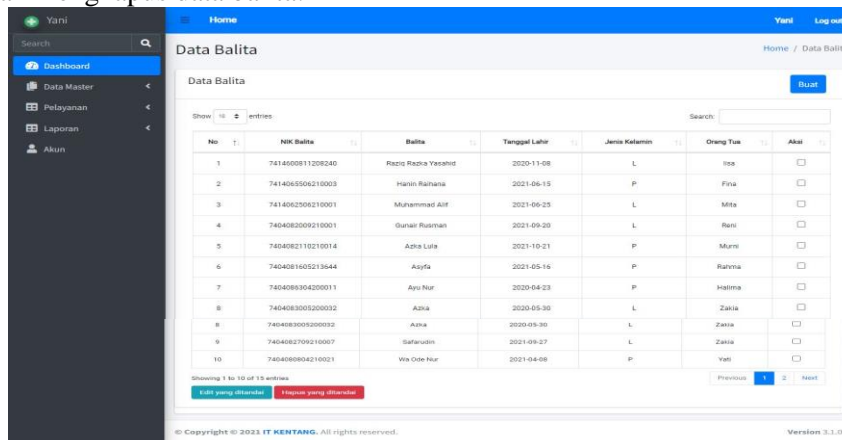 Yani
Home
Yani
Log out
Search
Data Balita
Home / Data Balit
Dashboard
Data Master
Data Balita
Buat
Pelayanan
Laporan
Show 10 entries
Search:
Akun
No NIK Balita Balita Tanggal Lahir Jenis Kelamin Orang Tua Aksi
1 7414600811208240 Raziq Razka Yasahid 2020-11-08 L Iisa
2 7414065506210003 Hanin Raihana 2021-06-15 P Fina
3 7414062506210001 Muhammad Alif 2021-06-25 L Mita
4 7404082009210001 Gunair Rusman 2021-09-20 L Reni
5 7404082110210014 Azka Lula 2021-10-21 P Murni
6 7404081605213644 Asyfa 2021-05-16 P Rahma
7 7404086304200011 Ayu Nur 2020-04-23 P Halima
8 7404083005200032 Azka 2020-05-30 L Zakia
8 7404083005200032 Azka 2020-05-30 L Zakia
9 7404082709210007 Safarudin 2021-09-27 L Zakia
10 7404080804210021 Wa Ode Nur 2021-04-08 P Yati
Showing 1 to 10 of 15 entries
Previous 1 2 Next
Edit yang ditandai
Hapus yang ditandai
© Copyright © 2021 IT KENTANG. All rights reserved.
Version 3.1.0